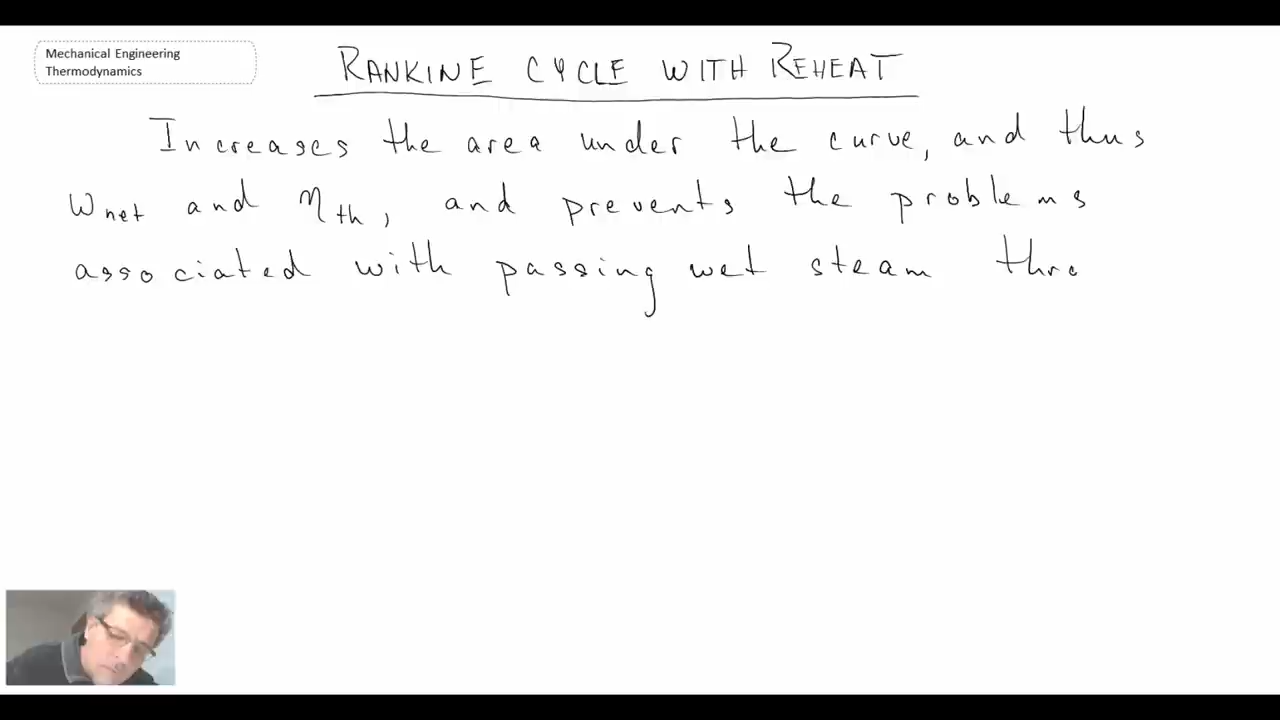 Mechanical Engineering
Thermodynamics
RANKINE CYCLE WITH REHEAT
Increases the area under the curve, and thus
wnet and ηth, and prevents the problems
associated with passing wet steam thro